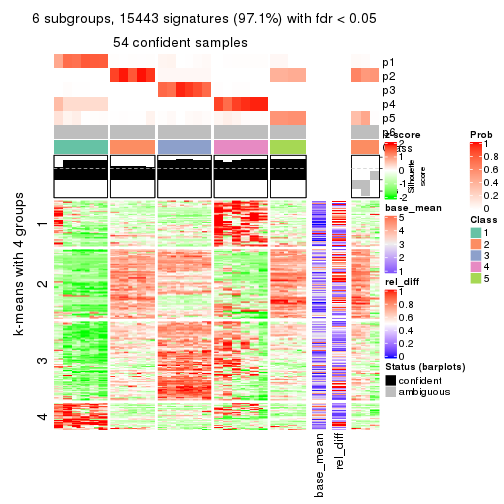 6 subgroups, 15443 signatures (97.1%) with fdr < 0.05
54 confident samples
p1
p2
p3
p4
p5
p6
Class
Silhouette
score
k-means with 4 groups
1
2
3
4
base_mean
rel_diff
z-score
2
1
0
-1
-2
base_mean
5
4
3
2
1
rel_diff
1
0.8
0.6
0.4
0.2
0
Status (barplots)
confident
ambiguous
Prob
1
0.8
0.6
0.4
0.2
0
Class
1
2
3
4
5